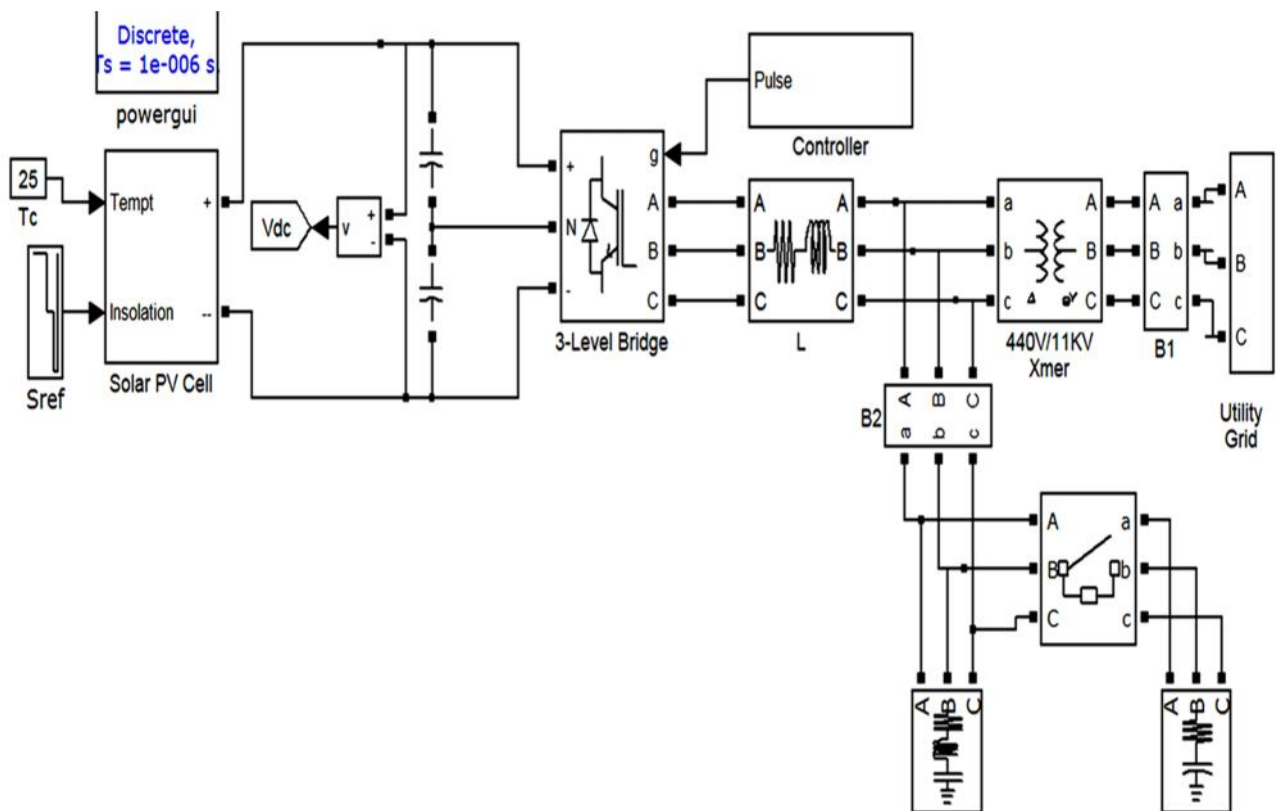 Discrete,
Ts = 1e-006 s.
powergui
25
Tc
Sref
Tempt
+
Insolation
--
Solar PV Cell
Vdc
v
+
-
+
N
-
g
A
B
C
3-Level Bridge
Pulse
Controller
A
B
C
A
B
C
L
a
b
c
A
B
C
Δ
Y
440V/11KV
Xmer
A
B
C
a
b
c
B1
A
B
C
Utility
Grid
B2
A B C
a b c
A
B
C
a
b
c
A B C
A B C